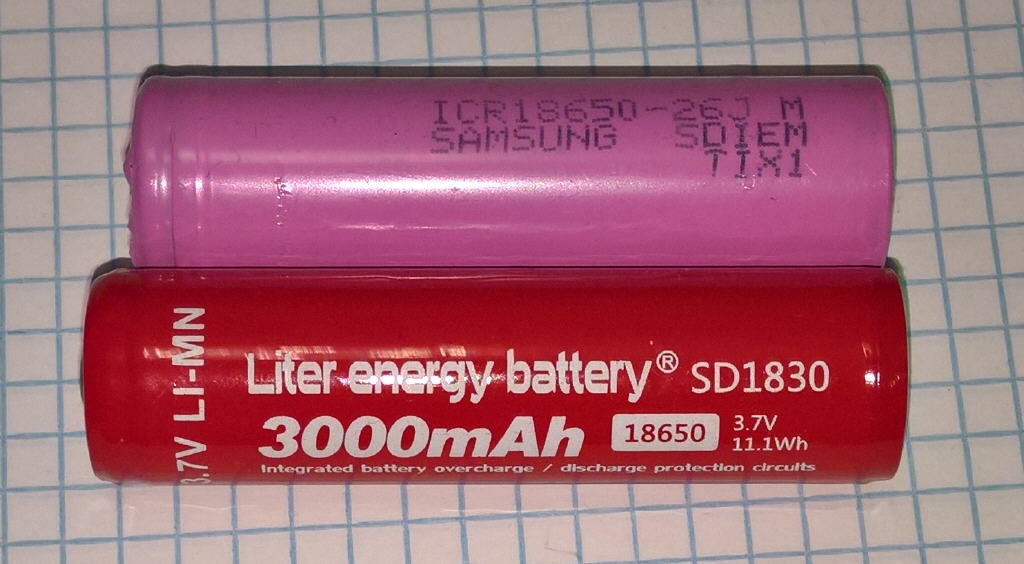 ICR18650-26J M
SAMSUNG SDIEM
TIX1
3.7V LI-MN
Liter energy battery® SD1830
3000mAh 18650 3.7V
11.1Wh
Integrated battery overcharge / discharge protection circuits